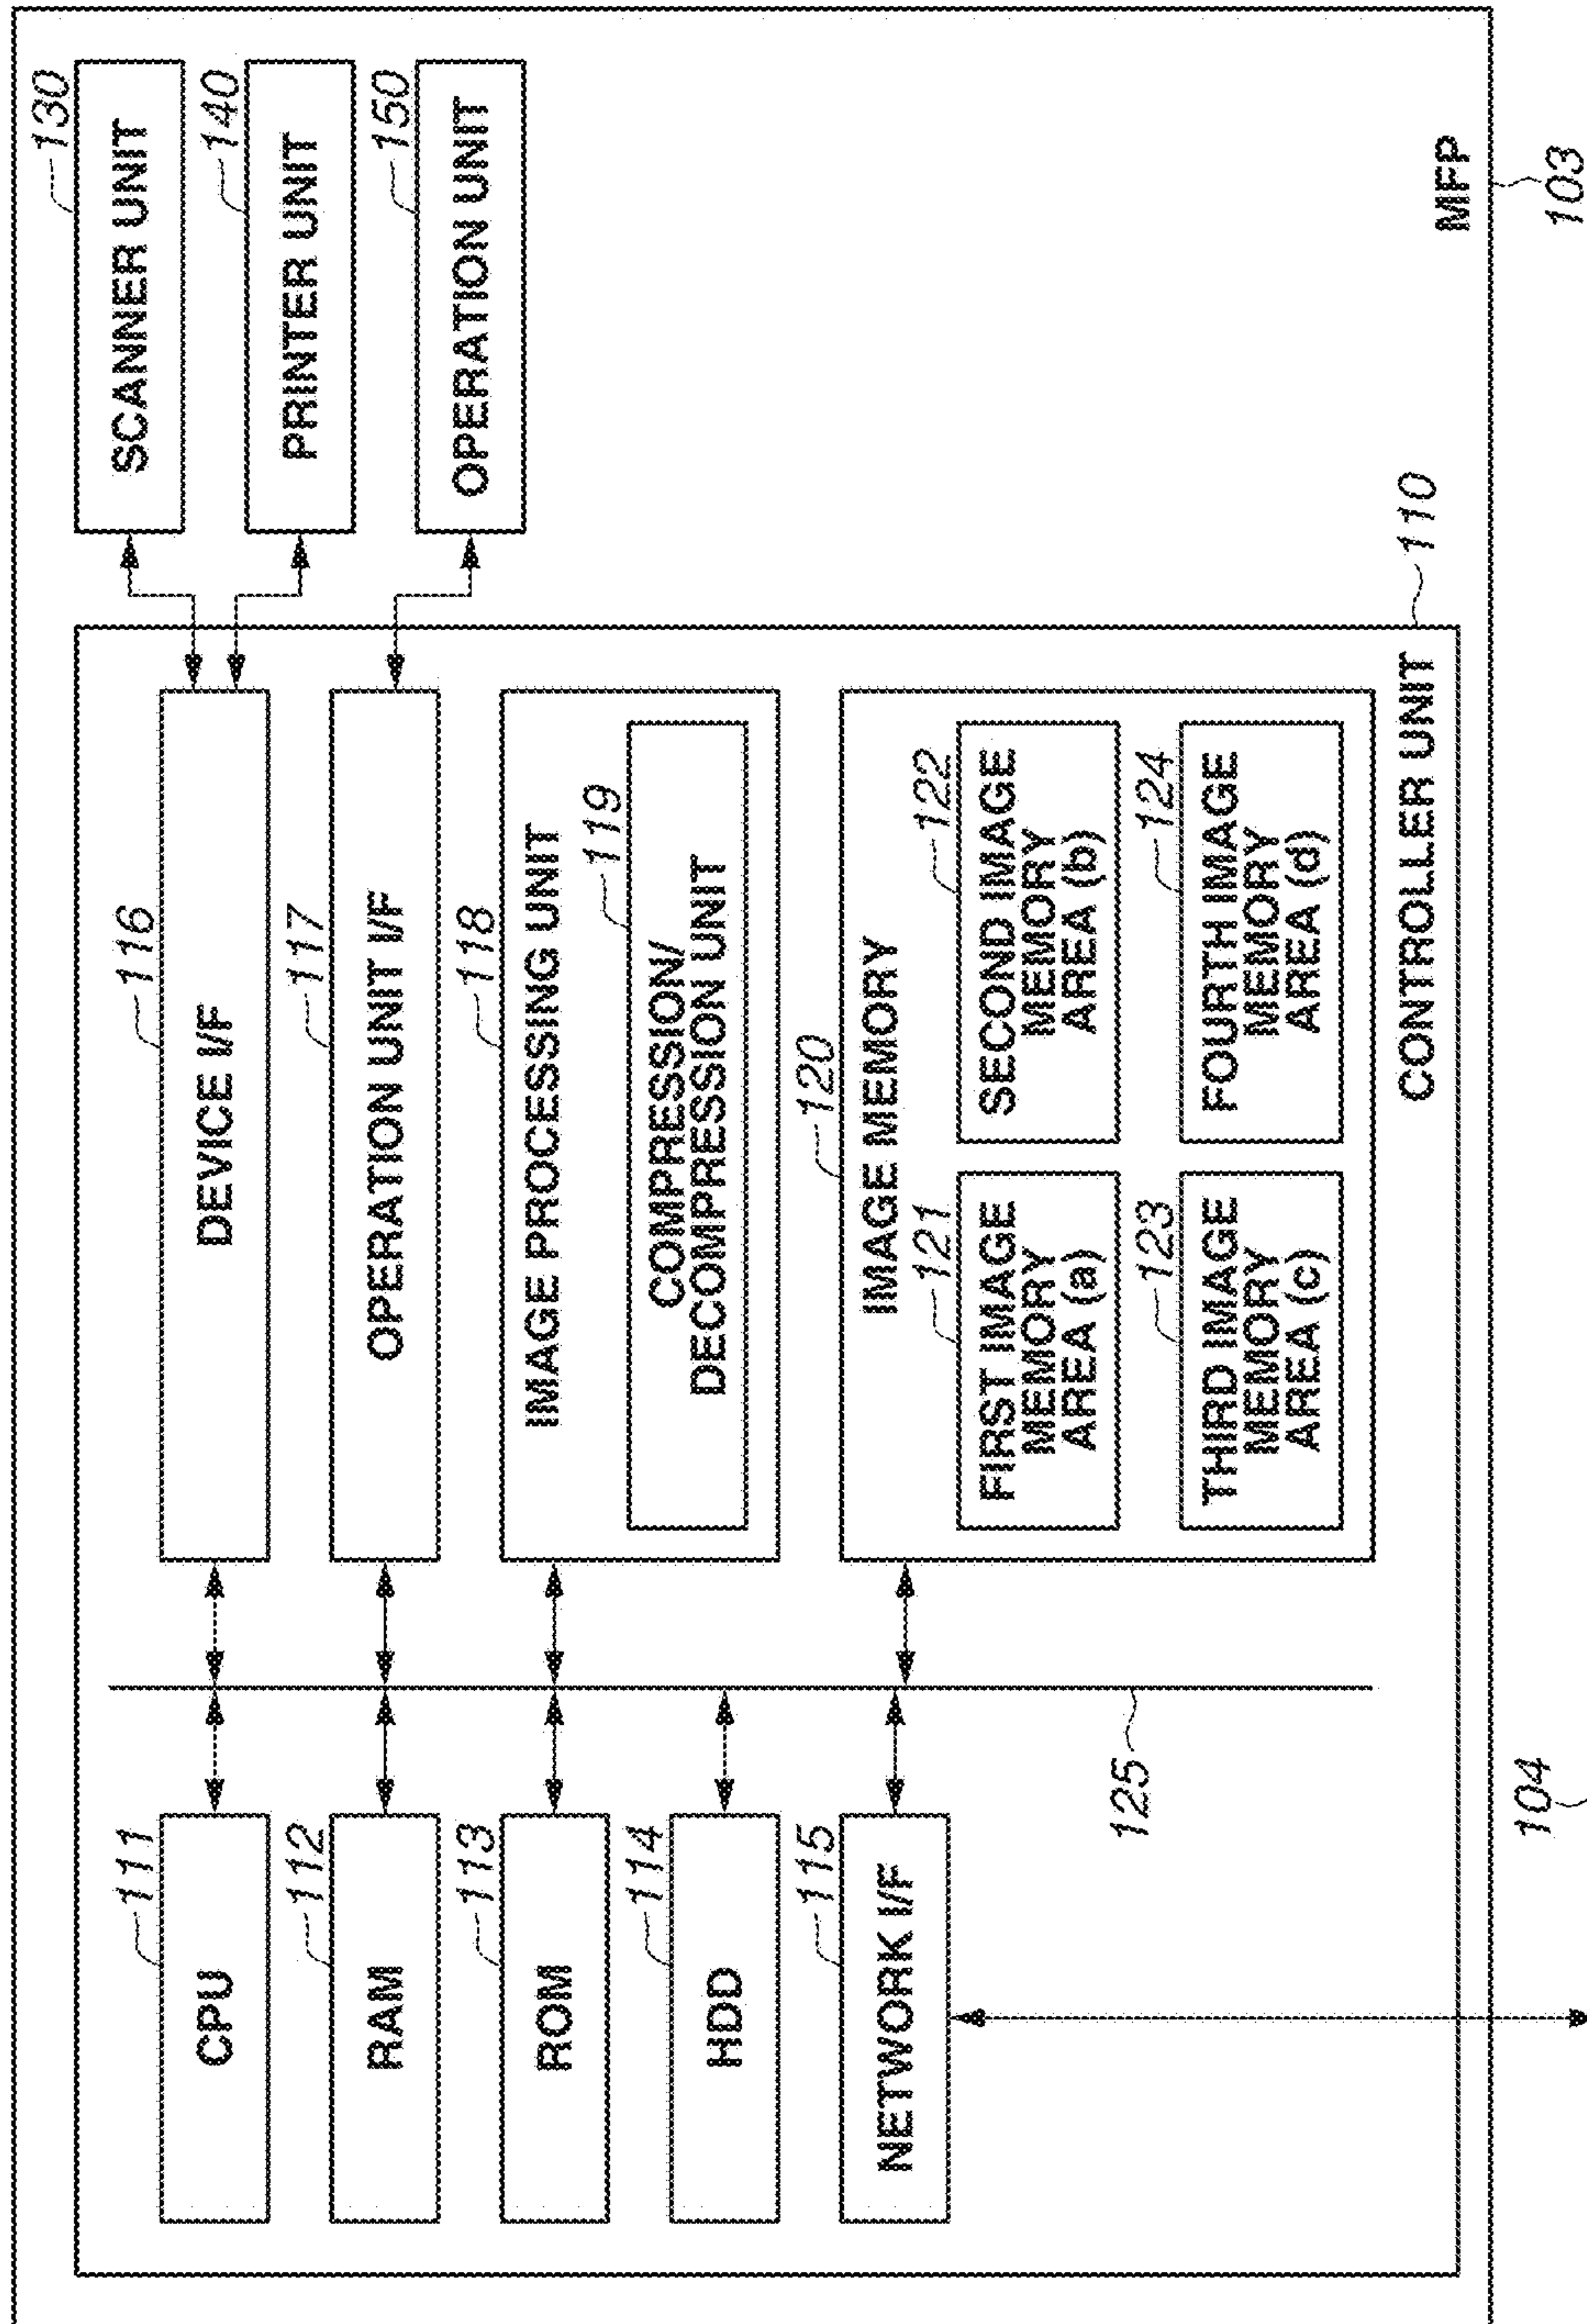 111
CPU
112
RAM
113
ROM
114
HDD
115
NETWORK I/F
104
125
116
DEVICE I/F
117
OPERATION UNIT I/F
118
IMAGE PROCESSING UNIT
119
COMPRESSION/
DECOMPRESSION UNIT
120
IMAGE MEMORY
121
FIRST IMAGE
MEMORY
AREA (a)
122
SECOND IMAGE
MEMORY
AREA (b)
123
THIRD IMAGE
MEMORY
AREA (c)
124
FOURTH IMAGE
MEMORY
AREA (d)
CONTROLLER UNIT
110
130
SCANNER UNIT
140
PRINTER UNIT
150
OPERATION UNIT
MFP
103